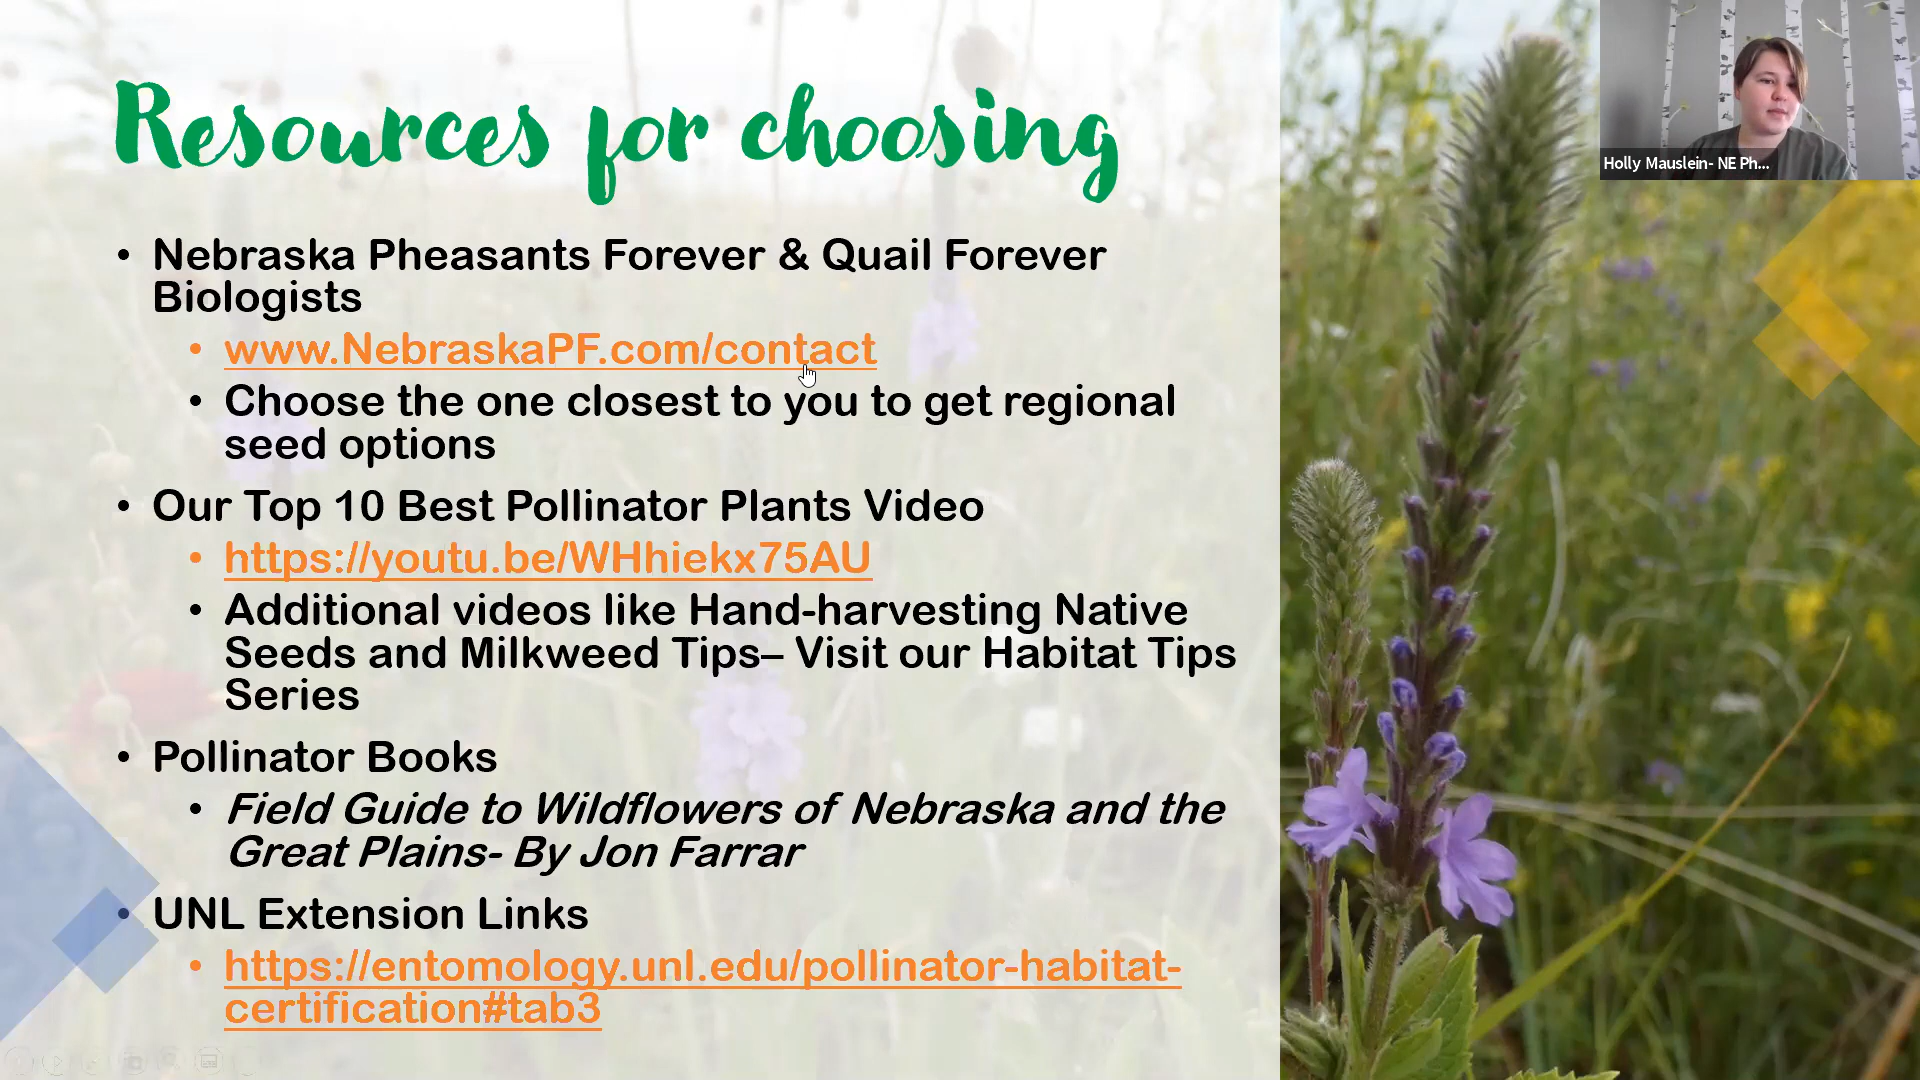 Resources for choosing
Holly Mauslein- NE Ph...
• Nebraska Pheasants Forever & Quail Forever
Biologists
• www.NebraskaPF.com/contact
• Choose the one closest to you to get regional
seed options
• Our Top 10 Best Pollinator Plants Video
• https://youtu.be/WHhiekx75AU
• Additional videos like Hand-harvesting Native
Seeds and Milkweed Tips– Visit our Habitat Tips
Series
• Pollinator Books
• Field Guide to Wildflowers of Nebraska and the
Great Plains- By Jon Farrar
• UNL Extension Links
• https://entomology.unl.edu/pollinator-habitat-
certification#tab3